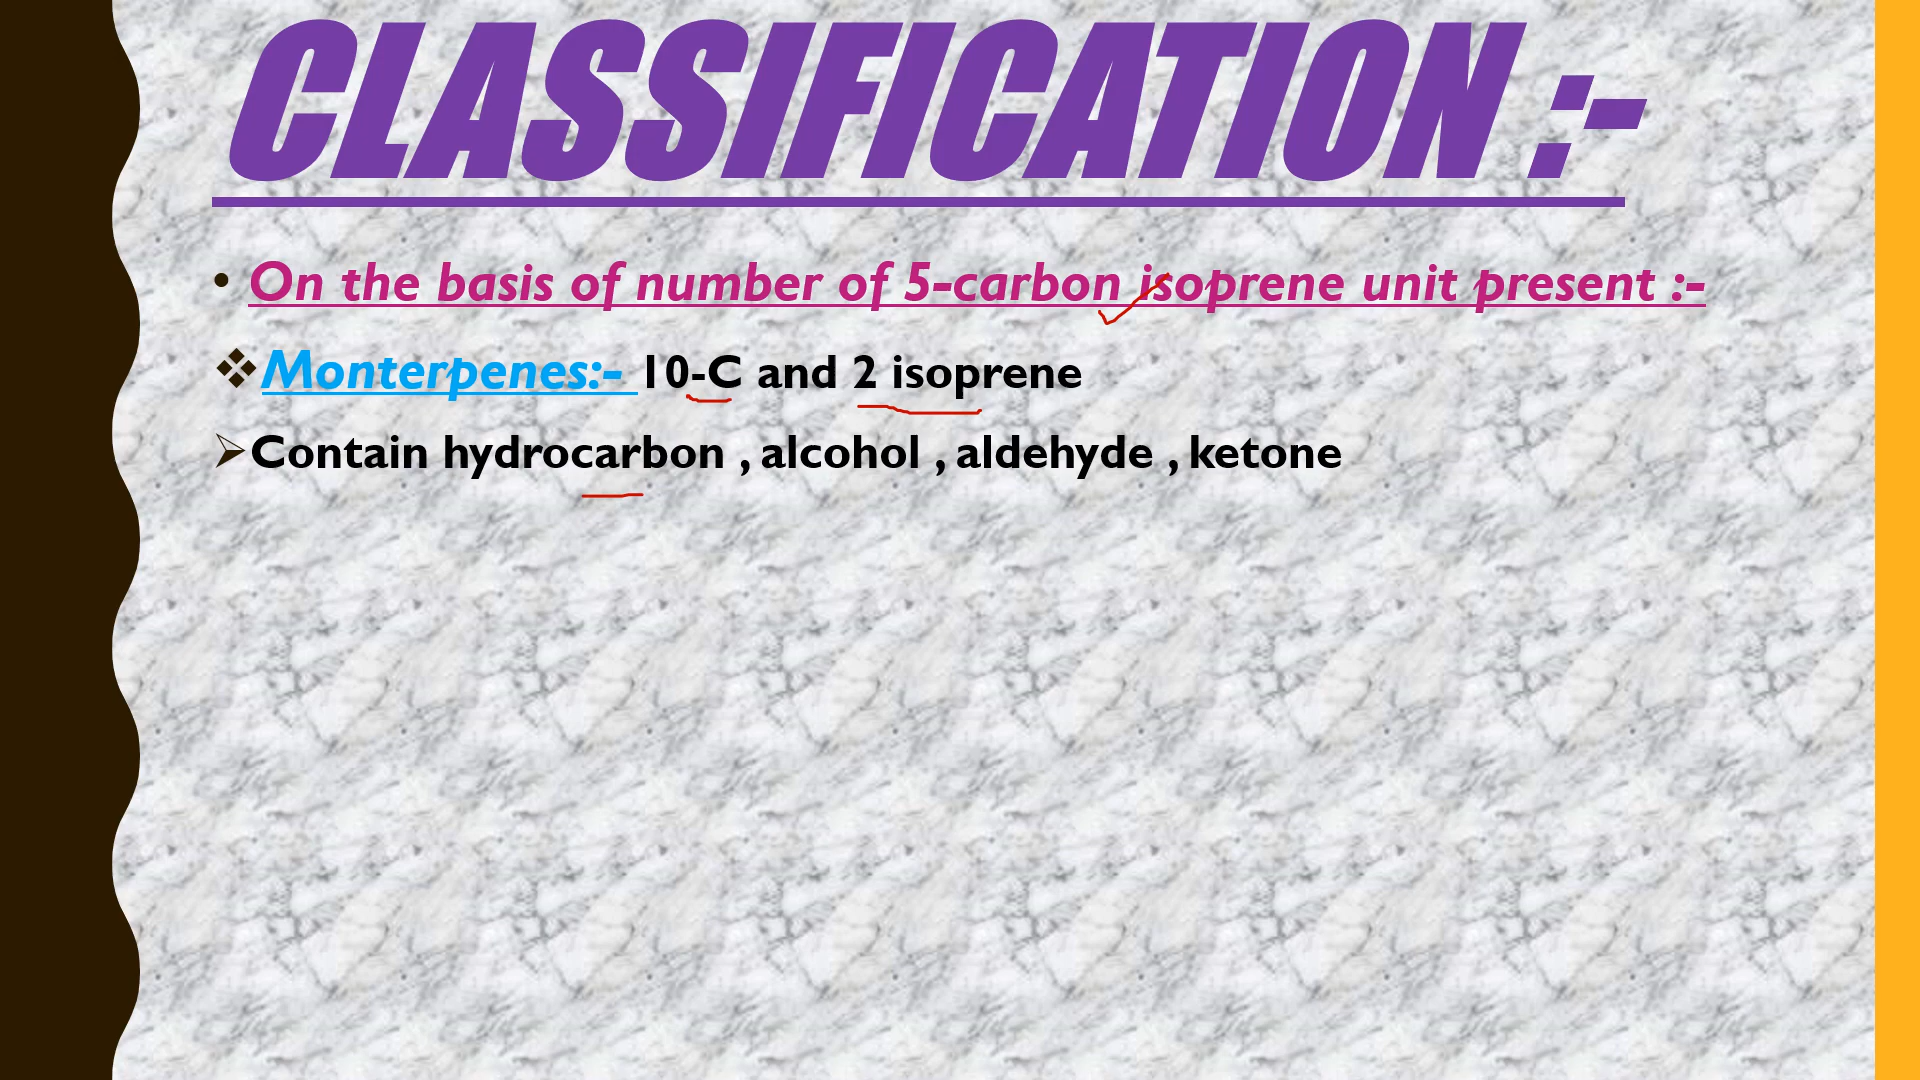 CLASSIFICATION :-
• On the basis of number of 5-carbon isoprene unit present :-
❖Monterpenes:- 10-C and 2 isoprene
➢Contain hydrocarbon , alcohol , aldehyde , ketone